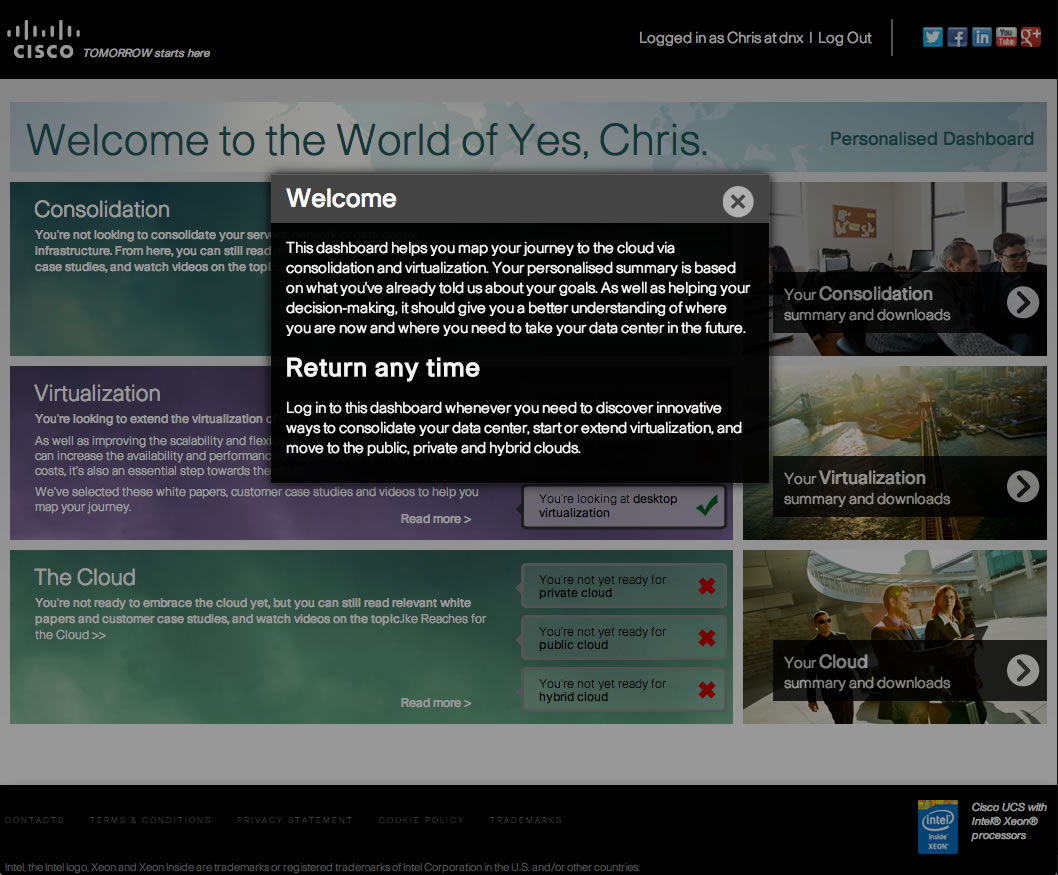 CISCO TOMORROW starts here
Logged in as Chris at dnx | Log Out
You Tube
g+
Welcome to the World of Yes, Chris.
Personalised Dashboard
Consolidation
You're not looking to consolidate your
infrastructure. From here, you can still read
case studies, and watch videos on the
Your Consolidation
summary and downloads
Welcome
This dashboard helps you map your journey to the cloud via
consolidation and virtualization. Your personalised summary is based
on what you've already told us about your goals. As well as helping your
decision-making, it should give you a better understanding of where
you are now and where you need to take your data center in the future.
Return any time
Log in to this dashboard whenever you need to discover innovative
ways to consolidate your data center, start or extend virtualization, and
move to the public, private and hybrid clouds.
Virtualization
You're looking to extend the virtualization
As well as improving the scalability and
can increase the availability and
costs, it's also an essential step towards
We've selected these white papers, customer case studies and videos to help you
map your journey.
Read more >
You're looking at desktop
virtualization
Your Virtualization
summary and downloads
The Cloud
You're not ready to embrace the cloud yet, but you can still read relevant white
papers and customer case studies, and watch videos on the topic.Ike Reaches for
the Cloud >>
Read more >
You're not yet ready for
private cloud
You're not yet ready for
public cloud
You're not yet ready for
hybrid cloud
Your Cloud
summary and downloads
CONTACTS TERMS & CONDITIONS PRIVACY STATEMENT COOKIE POLICY TRADEMARKS
intel inside XEON
Cisco UCS with
Intel® Xeon®
processors
Intel, the Intel logo, Xeon and Xeon Inside are trademarks or registered trademarks of Intel Corporation in the U.S. and/or other countries.